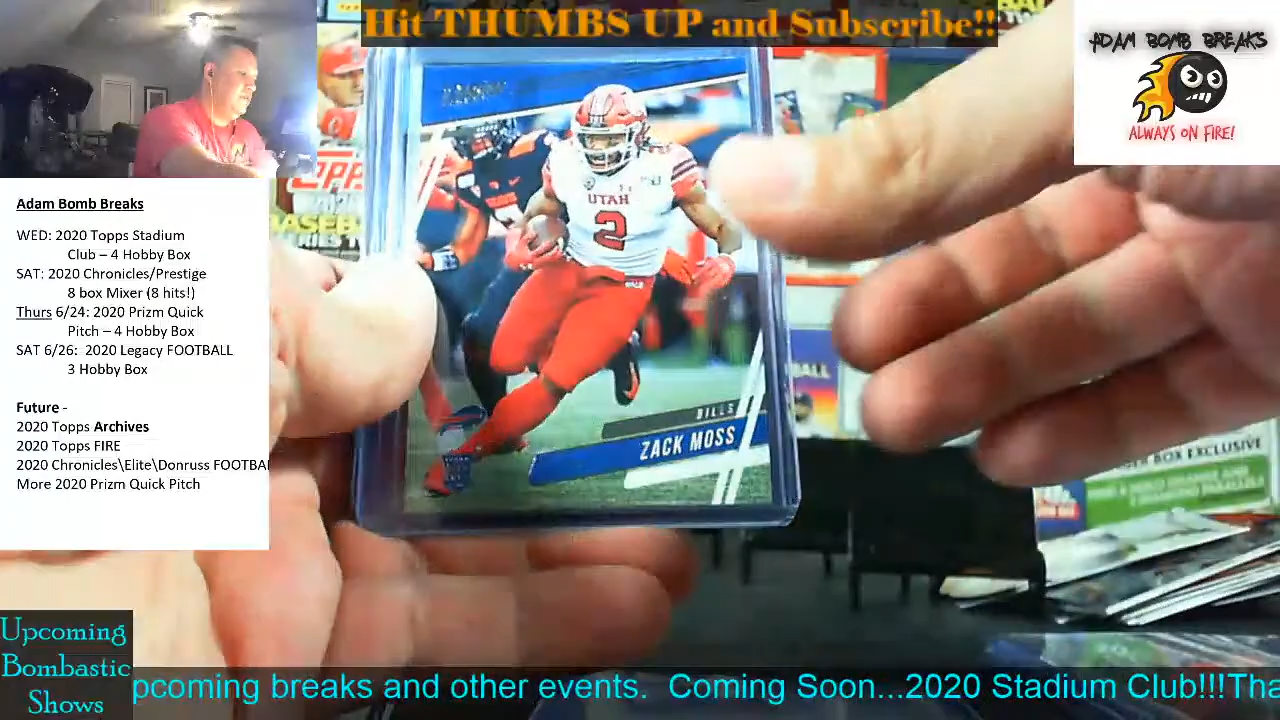 Hit THUMBS UP and Subscribe!!
ADAM BOMB BREAKS
ALWAYS ON FIRE!
Adam Bomb Breaks
WED: 2020 Topps Stadium
Club – 4 Hobby Box
SAT: 2020 Chronicles/Prestige
8 box Mixer (8 hits!)
Thurs 6/24: 2020 Prizm Quick
Pitch – 4 Hobby Box
SAT 6/26: 2020 Legacy FOOTBALL
3 Hobby Box
Future -
2020 Topps Archives
2020 Topps FIRE
2020 Chronicles\Elite\Donruss FOOTBAL
More 2020 Prizm Quick Pitch
UTAH
2
BILLS
ZACK MOSS
BOX EXCLUSIVE
Upcoming
Bombastic
Shows
pcoming breaks and other events. Coming Soon...2020 Stadium Club!!!Tha